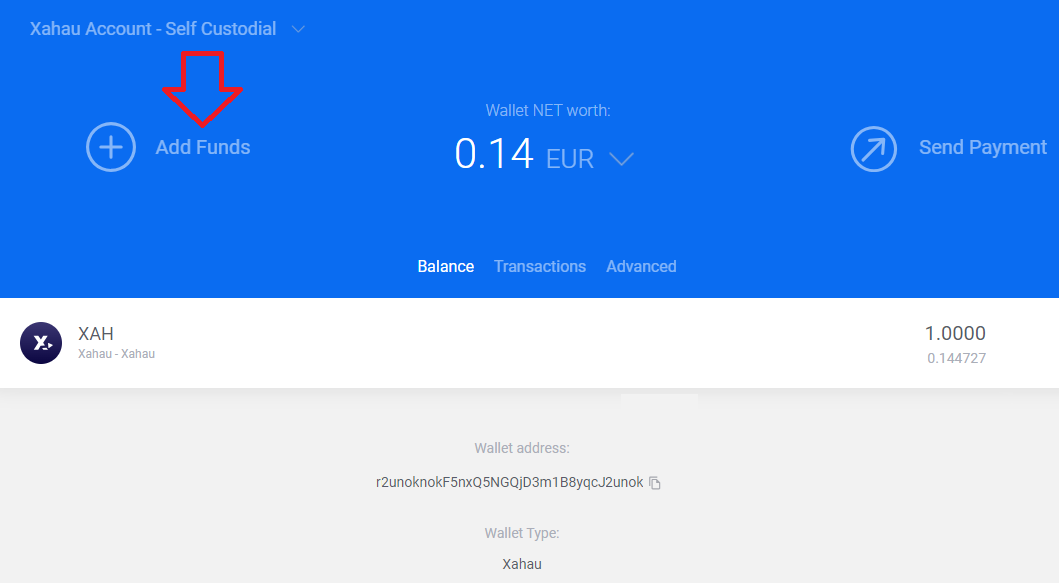 Xahau Account - Self Custodial
Wallet NET worth:
Add Funds
0.14 EUR
Send Payment
Balance Transactions Advanced
XAH
1.0000
Xahau - Xahau
0.144727
Wallet address:
r2unoknokF5nxQ5NGQjD3m1B8yqcJ2unok
Wallet Type:
Xahau